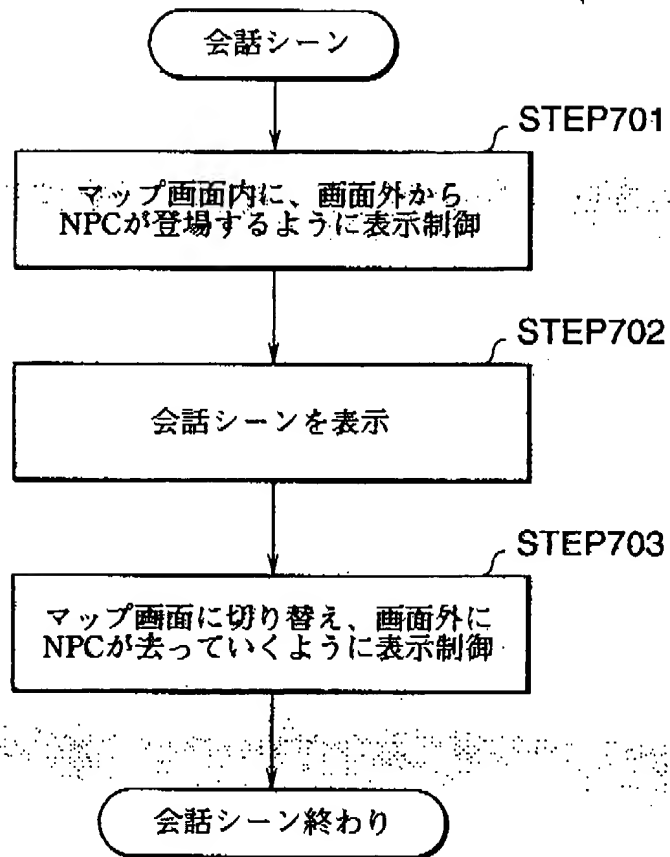 会話シーン
STEP701
マップ画面内に、画面外から
NPCが登場するように表示制御
STEP702
会話シーンを表示
STEP703
マップ画面に切り替え、画面外に
NPCが去っていくように表示制御
会話シーン終わり